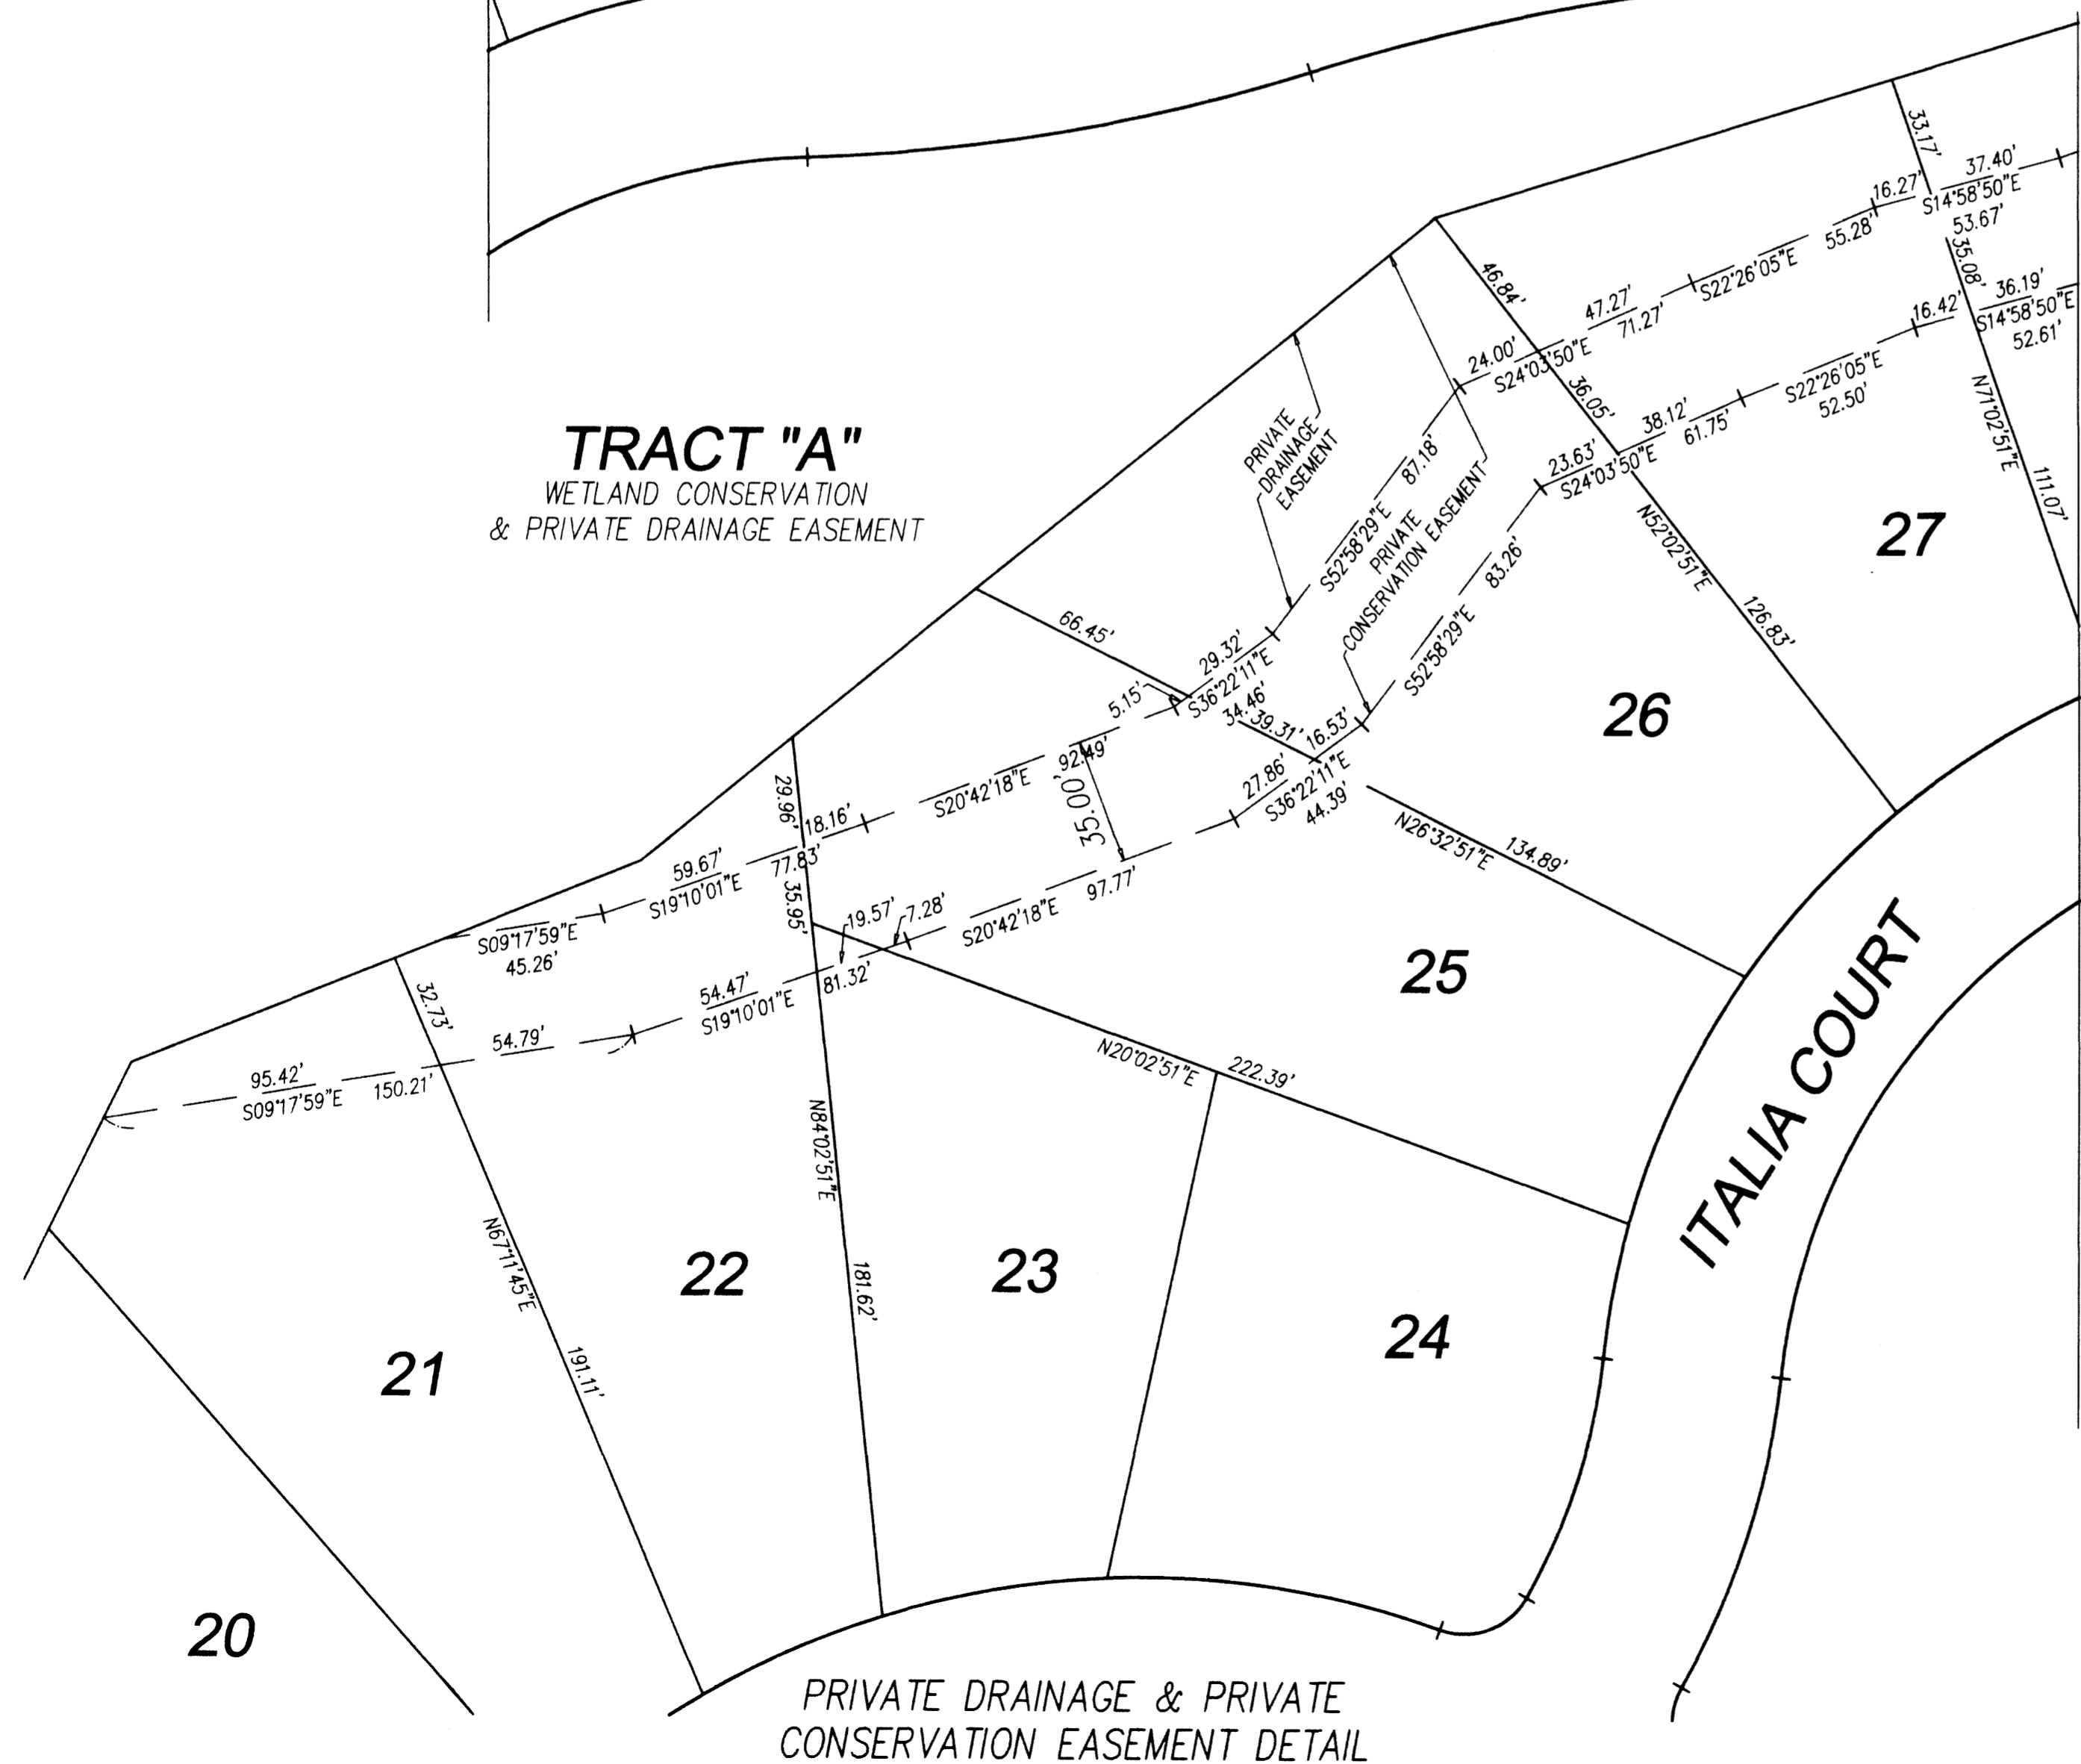 33.17'
37.40'
16.27'
S14°58'50"E
53.67'
55.28'
S22°26'05"E
35.08'
36.19'
S14°58'50"E
52.61'
16.42'
46.84'
47.27'
71.27'
24.00'
S24°03'50"E
36.05'
S22°26'05"E
52.50'
38.12'
61.75'
23.63'
S24°03'50"E
N71°02'51"E
111.07'
TRACT "A"
WETLAND CONSERVATION
& PRIVATE DRAINAGE EASEMENT
PRIVATE
DRAINAGE
EASEMENT
S52°58'29"E 87.18'
PRIVATE
CONSERVATION EASEMENT
S52°58'29"E 83.26'
N52°02'51"E
126.83'
27
66.45'
29.32'
5.15'
S36°22'11"E
34.46'
39.31'
16.53'
27.86'
S36°22'11"E
44.39'
26
29.96'
18.16'
S20°42'18"E
92.49'
35.00'
59.67'
S19°10'01"E
77.83'
35.95'
S09°17'59"E
45.26'
19.57'
7.28'
S20°42'18"E
97.77'
N26°32'51"E
134.89'
25
32.73'
54.79'
54.47'
S19°10'01"E
81.32'
95.42'
S09°17'59"E
150.21'
N20°02'51"E
222.39'
ITALIA COURT
N84°02'51"E
181.62'
N67°11'45"E
191.11'
22
23
24
21
20
PRIVATE DRAINAGE & PRIVATE
CONSERVATION EASEMENT DETAIL